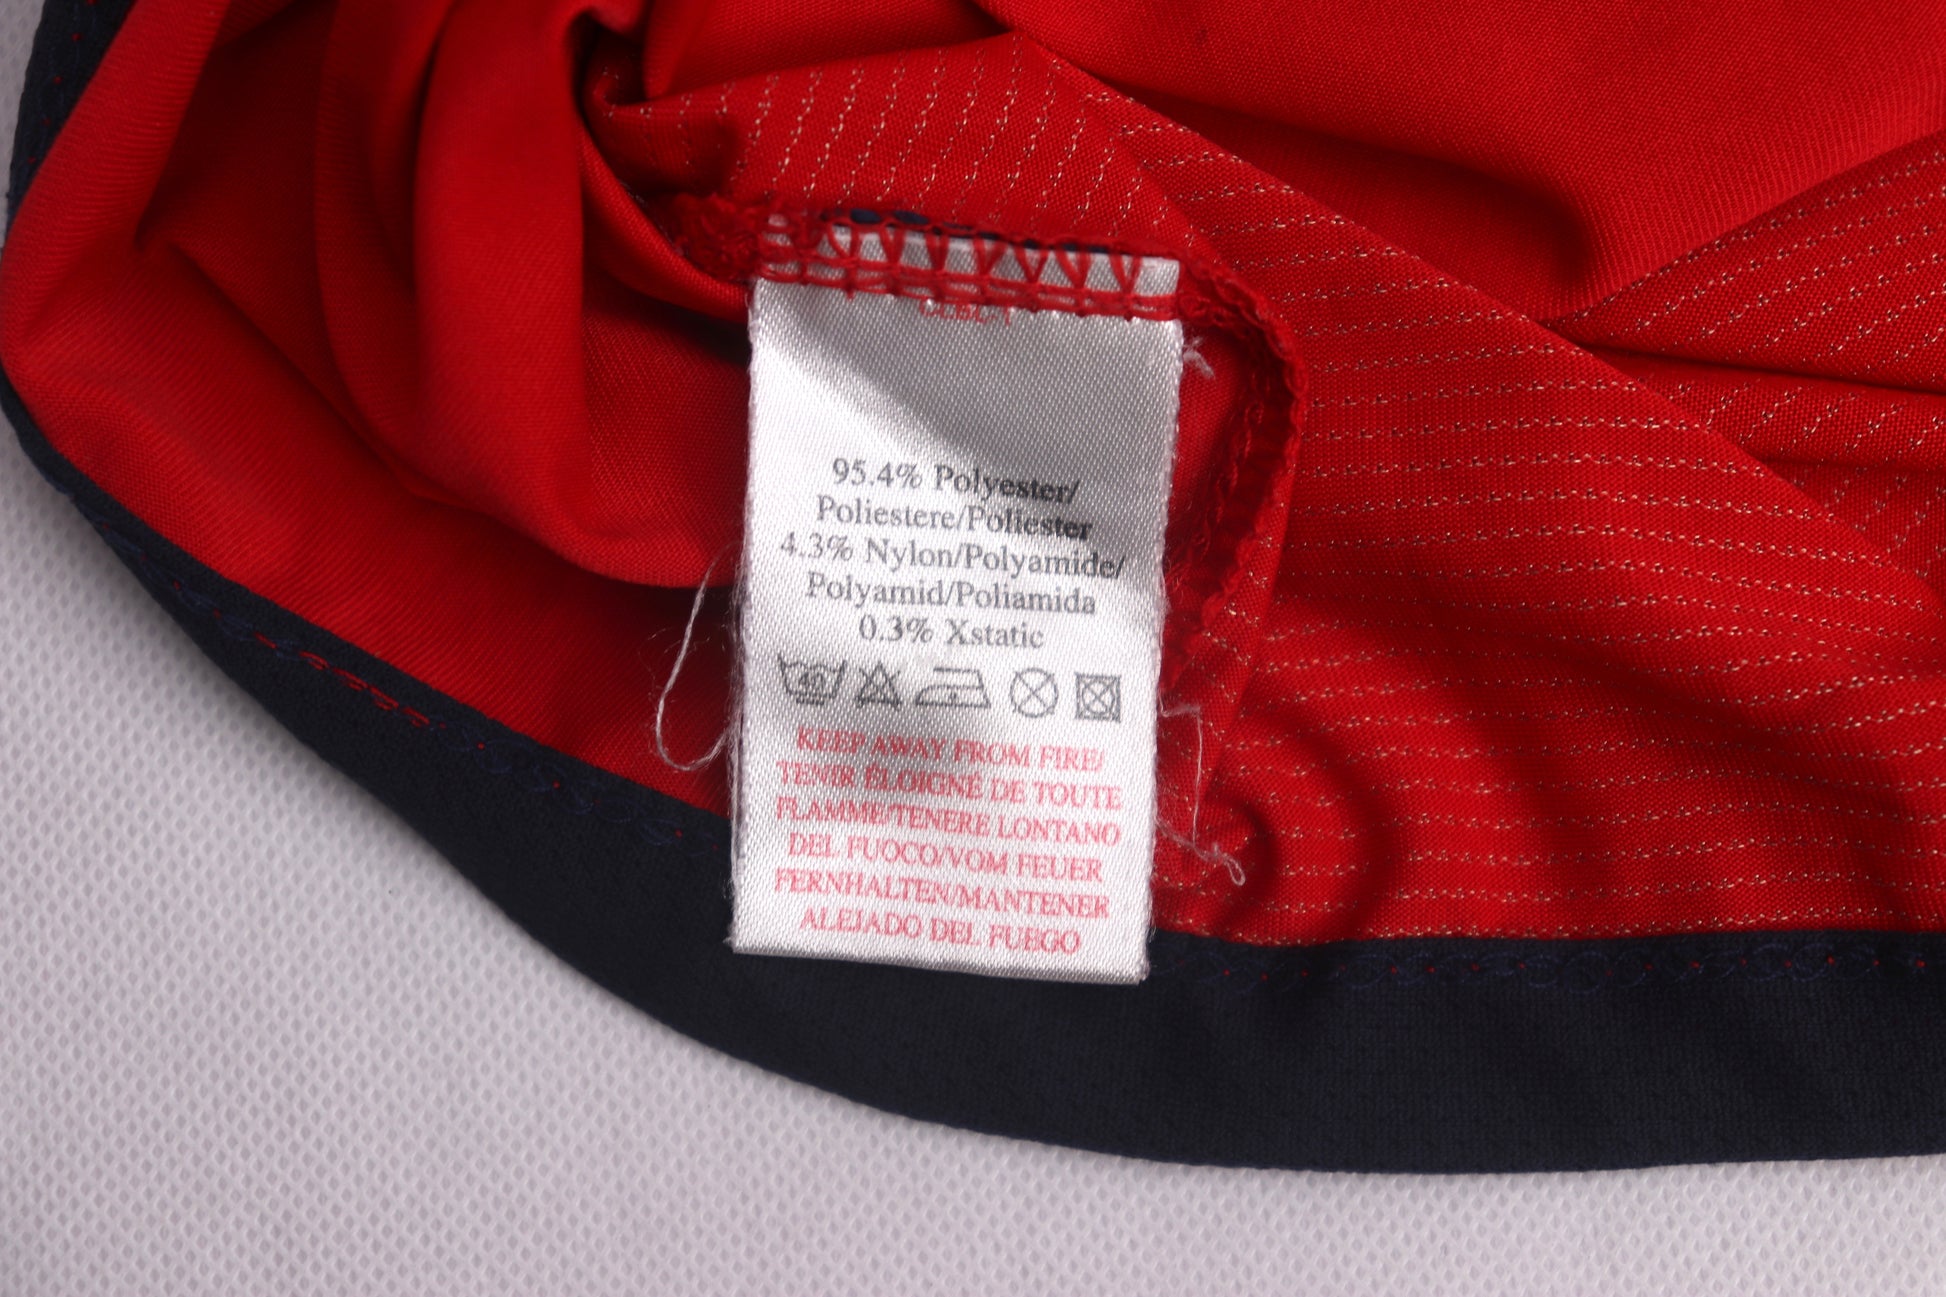 95.4% Polyester/
Poliestere/Poliester
4.3% Nylon/Polyamide/
Polyamid/Poliamida
0.3% Xstatic
40
KEEP AWAY FROM FIRE/
TENIR ÉLOIGNÉ DE TOUTE
FLAMME/TENERE LONTANO
DEL FUOCO/VOM FEUER
FERNHALTEN/MANTENER
ALEJADO DEL FUEGO